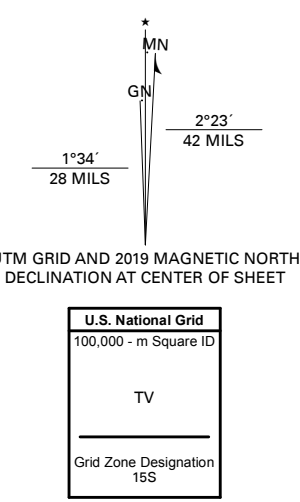 ★
MN
GN
2°23´
42 MILS
1°34´
28 MILS
UTM GRID AND 2019 MAGNETIC NORTH
DECLINATION AT CENTER OF SHEET
U.S. National Grid
100,000 - m Square ID
TV
Grid Zone Designation
15S